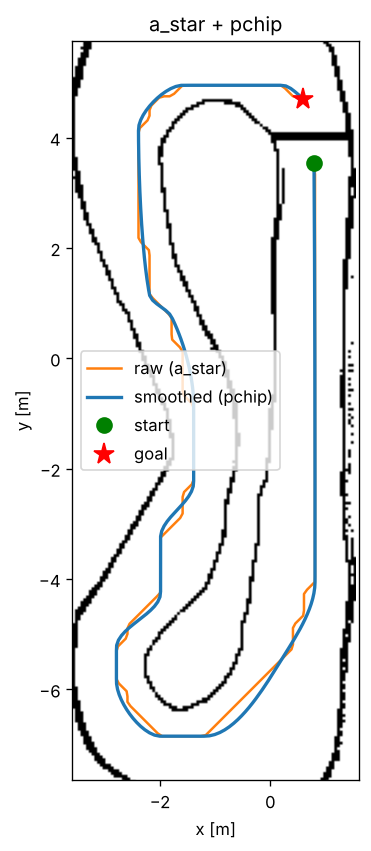 a_star + pchip
4
2
0
−2
−4
−6
y [m]
raw (a_star)
smoothed (pchip)
start
goal
−2
0
x [m]